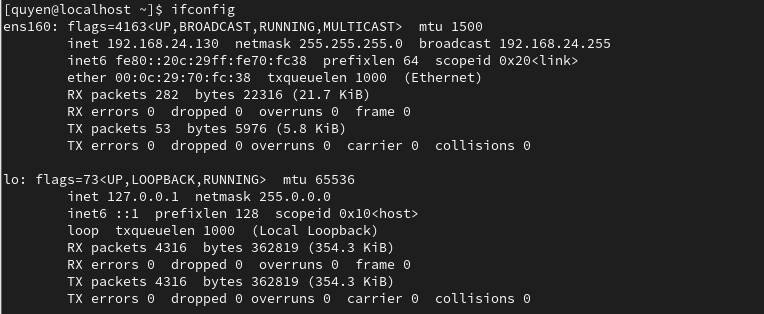 [quyen@localhost ~]$ ifconfig
ens160: flags=4163<UP,BROADCAST,RUNNING,MULTICAST>  mtu 1500
        inet 192.168.24.130  netmask 255.255.255.0  broadcast 192.168.24.255
        inet6 fe80::20c:29ff:fe70:fc38  prefixlen 64  scopeid 0x20<link>
        ether 00:0c:29:70:fc:38  txqueuelen 1000  (Ethernet)
        RX packets 282  bytes 22316 (21.7 KiB)
        RX errors 0  dropped 0  overruns 0  frame 0
        TX packets 53  bytes 5976 (5.8 KiB)
        TX errors 0  dropped 0 overruns 0  carrier 0  collisions 0

lo: flags=73<UP,LOOPBACK,RUNNING>  mtu 65536
        inet 127.0.0.1  netmask 255.0.0.0
        inet6 ::1  prefixlen 128  scopeid 0x10<host>
        loop  txqueuelen 1000  (Local Loopback)
        RX packets 4316  bytes 362819 (354.3 KiB)
        RX errors 0  dropped 0  overruns 0  frame 0
        TX packets 4316  bytes 362819 (354.3 KiB)
        TX errors 0  dropped 0 overruns 0  carrier 0  collisions 0